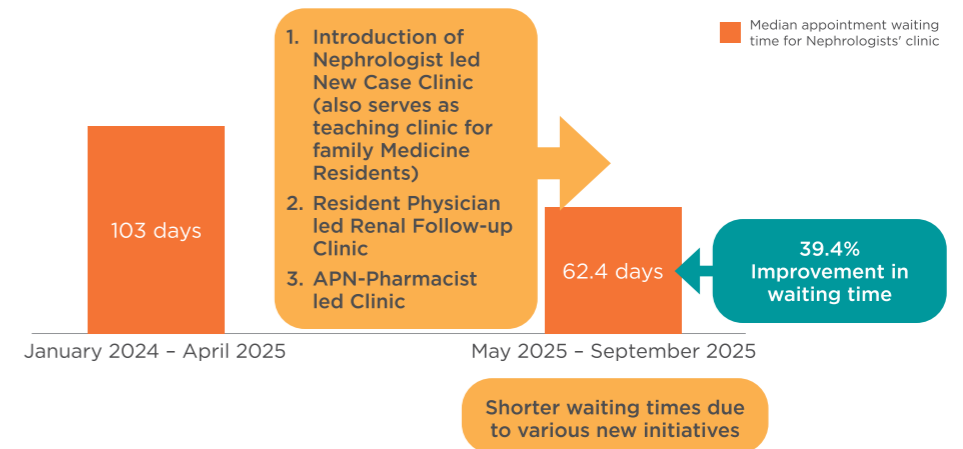 Median appointment waiting
time for Nephrologists' clinic
1. Introduction of
Nephrologist led
New Case Clinic
(also serves as
teaching clinic for
family Medicine
Residents)
2. Resident Physician
led Renal Follow-up
Clinic
3. APN-Pharmacist
led Clinic
103 days
62.4 days
39.4%
Improvement in
waiting time
January 2024 – April 2025
May 2025 – September 2025
Shorter waiting times due
to various new initiatives